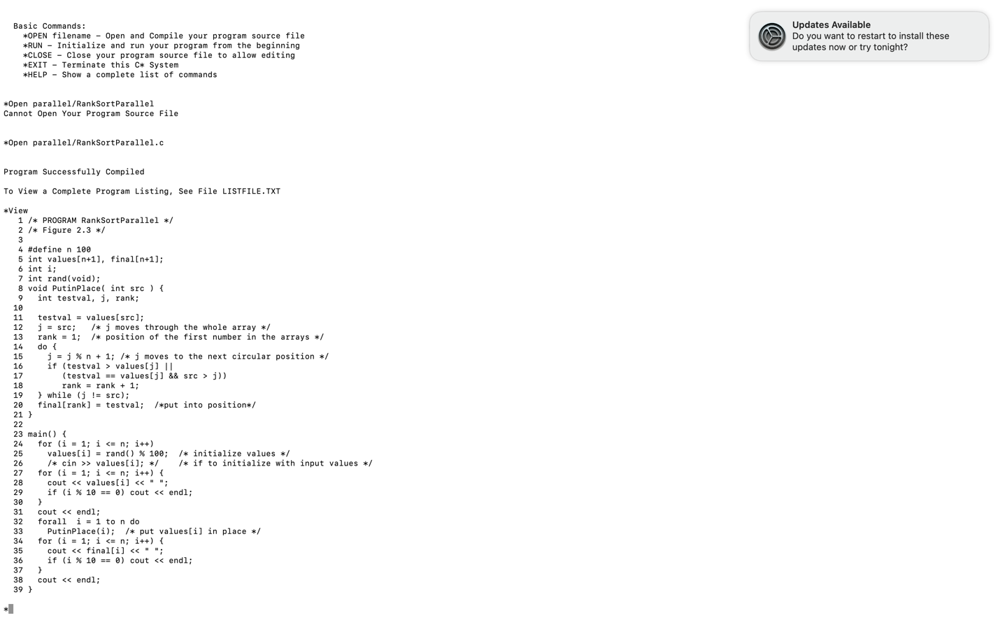 Basic Commands:
*OPEN filename – Open and Compile your program source file
*RUN – Initialize and run your program from the beginning
*CLOSE – Close your program source file to allow editing
*EXIT – Terminate this C* System
*HELP – Show a complete list of commands
*Open parallel/RankSortParallel
Cannot Open Your Program Source File
*Open parallel/RankSortParallel.c
Program Successfully Compiled
To View a Complete Program Listing, See File LISTFILE.TXT
*View
1 /* PROGRAM RankSortParallel */
2 /* Figure 2.3 */
3
4 #define n 100
5 int values[n+1], final[n+1];
6 int i;
7 int rand(void);
8 void PutinPlace( int src ) {
9   int testval, j, rank;
10
11   testval = values[src];
12   j = src;   /* j moves through the whole array */
13   rank = 1;  /* position of the first number in the arrays */
14   do {
15     j = j % n + 1; /* j moves to the next circular position */
16     if (testval > values[j] ||
17        (testval == values[j] && src > j))
18        rank = rank + 1;
19   } while (j != src);
20   final[rank] = testval;  /*put into position*/
21 }
22
23 main() {
24   for (i = 1; i <= n; i++)
25     values[i] = rand() % 100;  /* initialize values */
26     /* cin >> values[i]; */    /* if to initialize with input values */
27   for (i = 1; i <= n; i++) {
28     cout << values[i] << " ";
29     if (i % 10 == 0) cout << endl;
30   }
31   cout << endl;
32   forall  i = 1 to n do
33     PutinPlace(i);  /* put values[i] in place */
34   for (i = 1; i <= n; i++) {
35     cout << final[i] << " ";
36     if (i % 10 == 0) cout << endl;
37   }
38   cout << endl;
39 }
*
Updates Available
Do you want to restart to install these
updates now or try tonight?